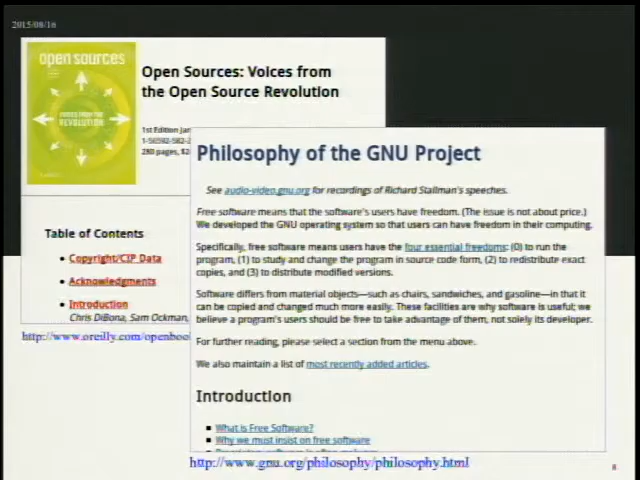 2015/08/16
open sources
VOICES FROM THE
REVOLUTION
Open Sources: Voices from
the Open Source Revolution
1st Edition Jan
1-56592-582-
280 pages, $2
Table of Contents
Copyright/CIP Data
Acknowledgments
Introduction
Chris DiBona, Sam Ockman,
http://www.oreilly.com/openboo
Philosophy of the GNU Project
See audio-video.gnu.org for recordings of Richard Stallman's speeches.
Free software means that the software's users have freedom. (The issue is not about price.)
We developed the GNU operating system so that users can have freedom in their computing.
Specifically, free software means users have the four essential freedoms: (0) to run the
program, (1) to study and change the program in source code form, (2) to redistribute exact
copies, and (3) to distribute modified versions.
Software differs from material objects—such as chairs, sandwiches, and gasoline—in that it
can be copied and changed much more easily. These facilities are why software is useful; we
believe a program's users should be free to take advantage of them, not solely its developer.
For further reading, please select a section from the menu above.
We also maintain a list of most recently added articles.
Introduction
What is Free Software?
Why we must insist on free software
http://www.gnu.org/philosophy/philosophy.html
8